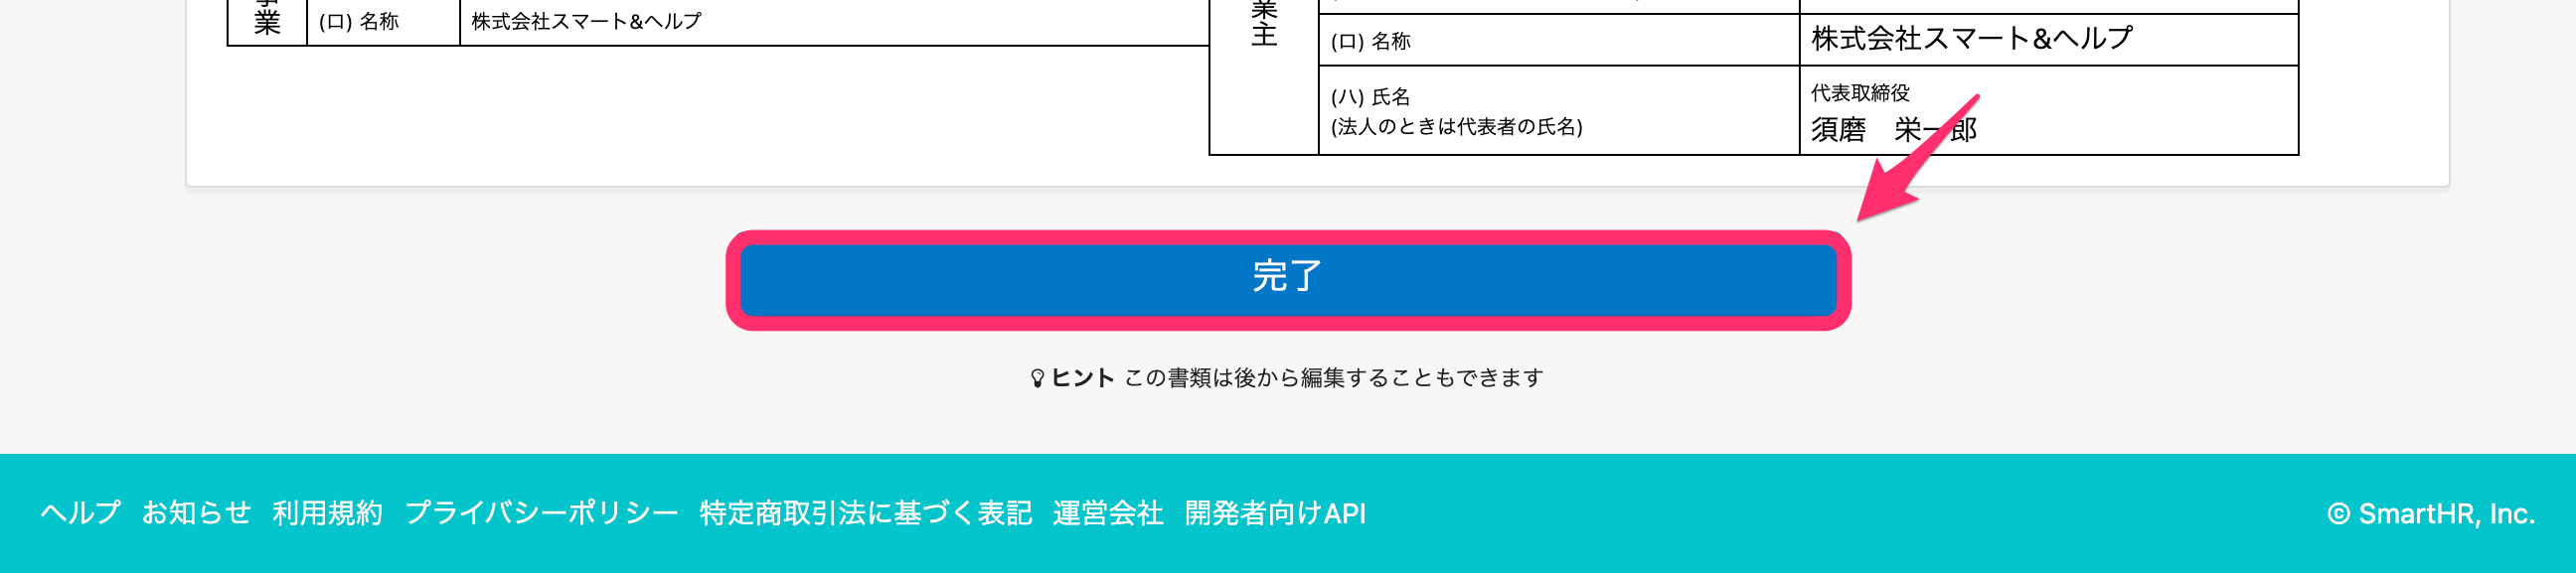 業
(ロ) 名称
株式会社スマート&ヘルプ
業主
(ロ) 名称
株式会社スマート&ヘルプ
(ハ) 氏名
(法人のときは代表者の氏名)
代表取締役
須磨　栄一郎
完了
ヒント この書類は後から編集することもできます
ヘルプ お知らせ 利用規約 プライバシーポリシー 特定商取引法に基づく表記 運営会社 開発者向けAPI
© SmartHR, Inc.